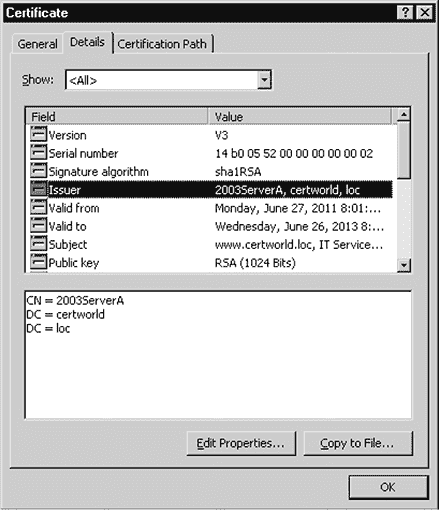 Certificate
General Details Certification Path
Show: <All>
Field Value
Version V3
Serial number 14 b0 05 52 00 00 00 00 00 02
Signature algorithm sha1RSA
Issuer 2003ServerA, certworld, loc
Valid from Monday, June 27, 2011 8:01:...
Valid to Wednesday, June 26, 2013 8...
Subject www.certworld.loc, IT Service...
Public key RSA (1024 Bits)
CN = 2003ServerA
DC = certworld
DC = loc
Edit Properties... Copy to File...
OK